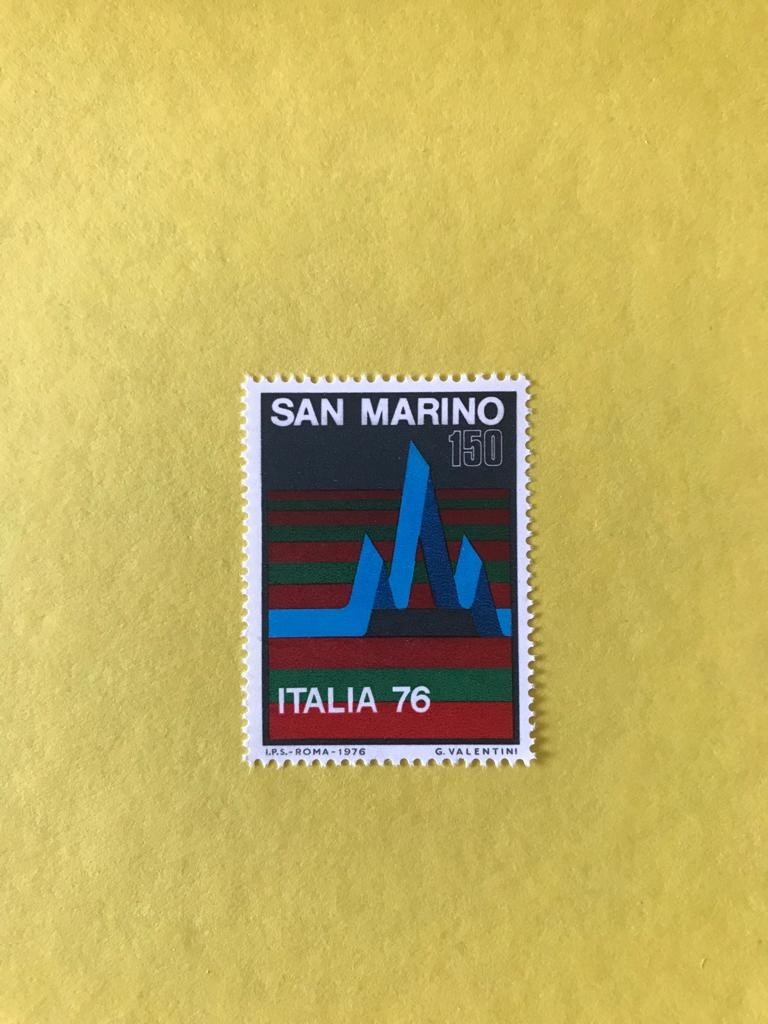 SAN MARINO
150
ITALIA 76
I.P.S.-ROMA-1976 G. VALENTINI